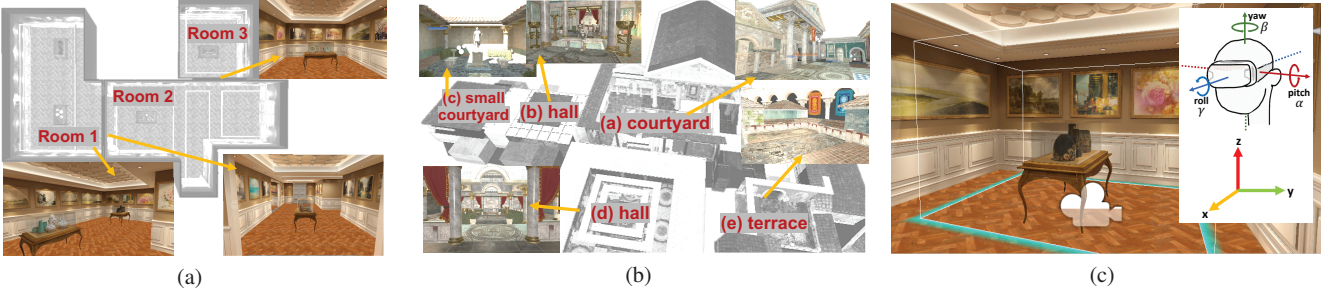 Room 3
Room 2
Room 1
(a)
(c) small
courtyard
(b) hall
(a) courtyard
(d) hall
(e) terrace
(b)
yaw
β
roll
γ
pitch
α
z
y
x
(c)